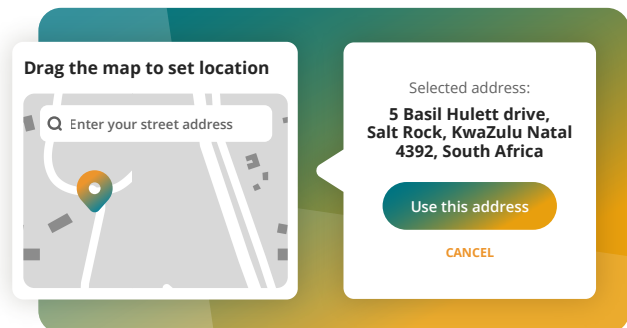 Drag the map to set location
Enter your street address
Selected address:
5 Basil Hulett drive,
Salt Rock, KwaZulu Natal
4392, South Africa
Use this address
CANCEL